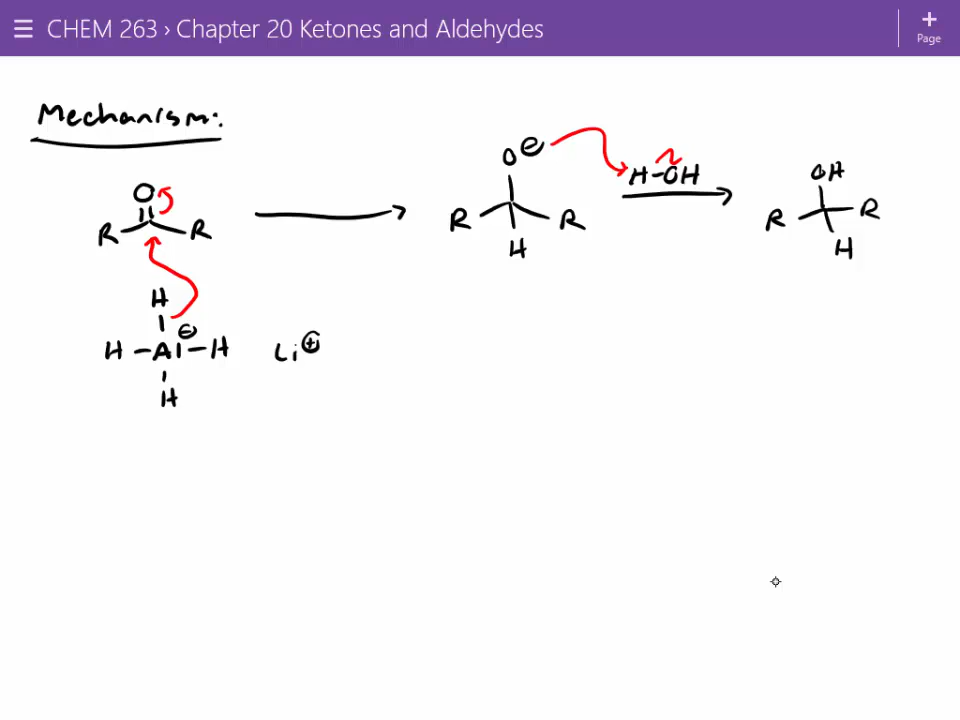 ☰ CHEM 263 › Chapter 20 Ketones and Aldehydes
+
Page
Mechanism:
O
R R
H
H -Al⊖ -H
H
Li⊕
O⊖
R R
H
H-OH
OH
R R
H